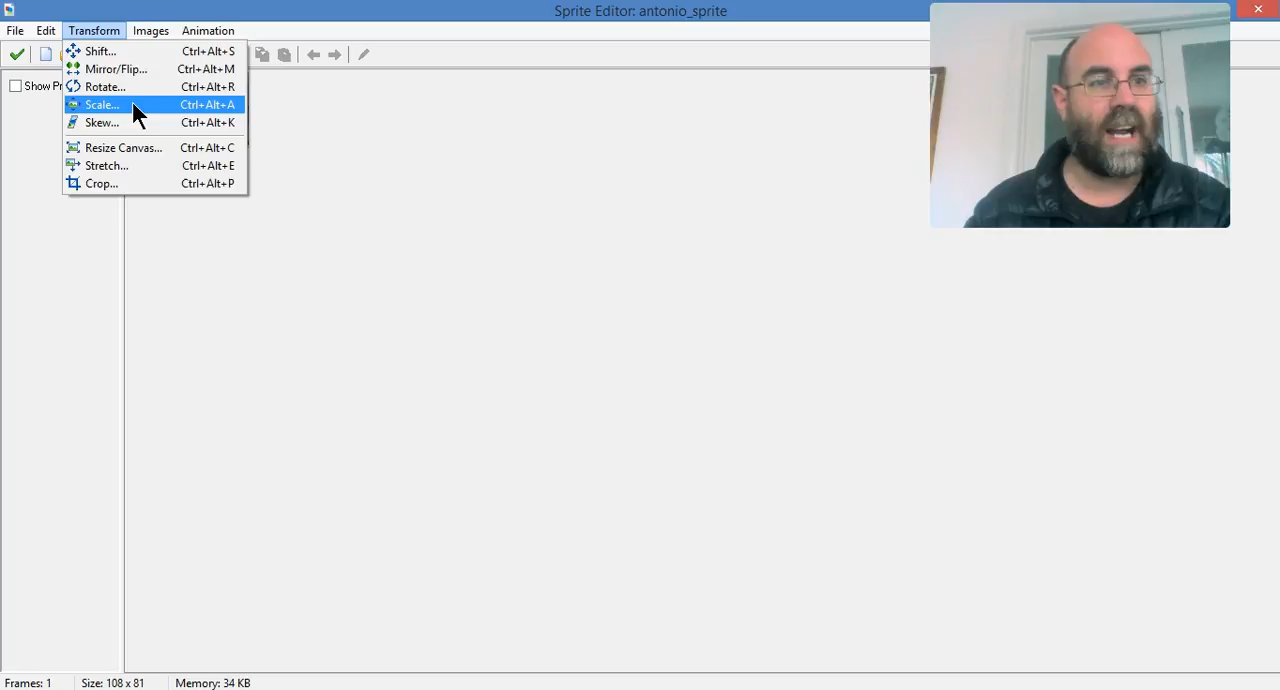 Sprite Editor: antonio_sprite
File Edit Transform Images Animation
Shift... Ctrl+Alt+S
Show
Mirror/Flip... Ctrl+Alt+M
Rotate... Ctrl+Alt+R
Scale... Ctrl+Alt+A
Skew... Ctrl+Alt+K
Resize Canvas... Ctrl+Alt+C
Stretch... Ctrl+Alt+E
Crop... Ctrl+Alt+P
Frames: 1 Size: 108 x 81 Memory: 34 KB